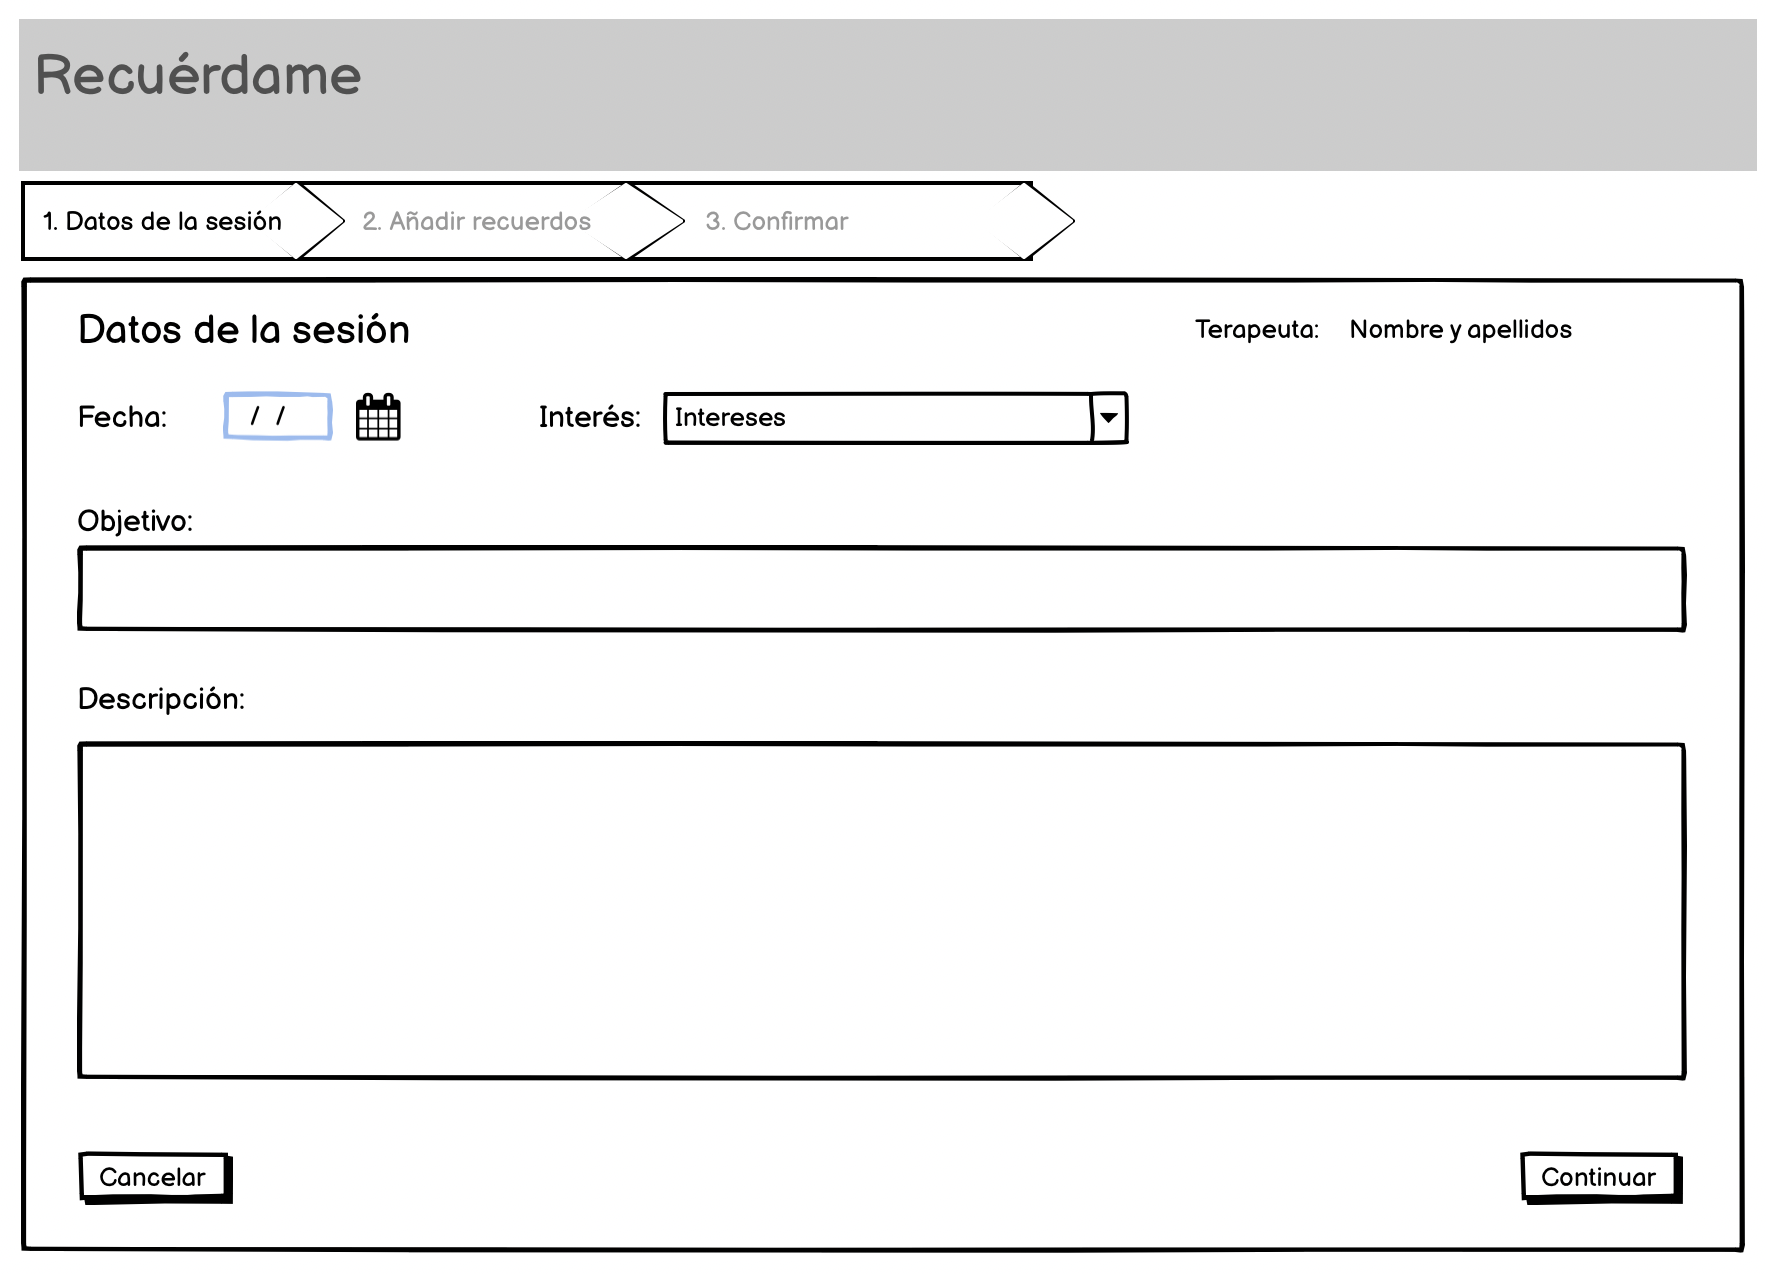 Recuérdame
1. Datos de la sesión
2. Añadir recuerdos
3. Confirmar
Datos de la sesión
Terapeuta: Nombre y apellidos
Fecha: / /
Interés: Intereses
Objetivo:
Descripción:
Cancelar
Continuar